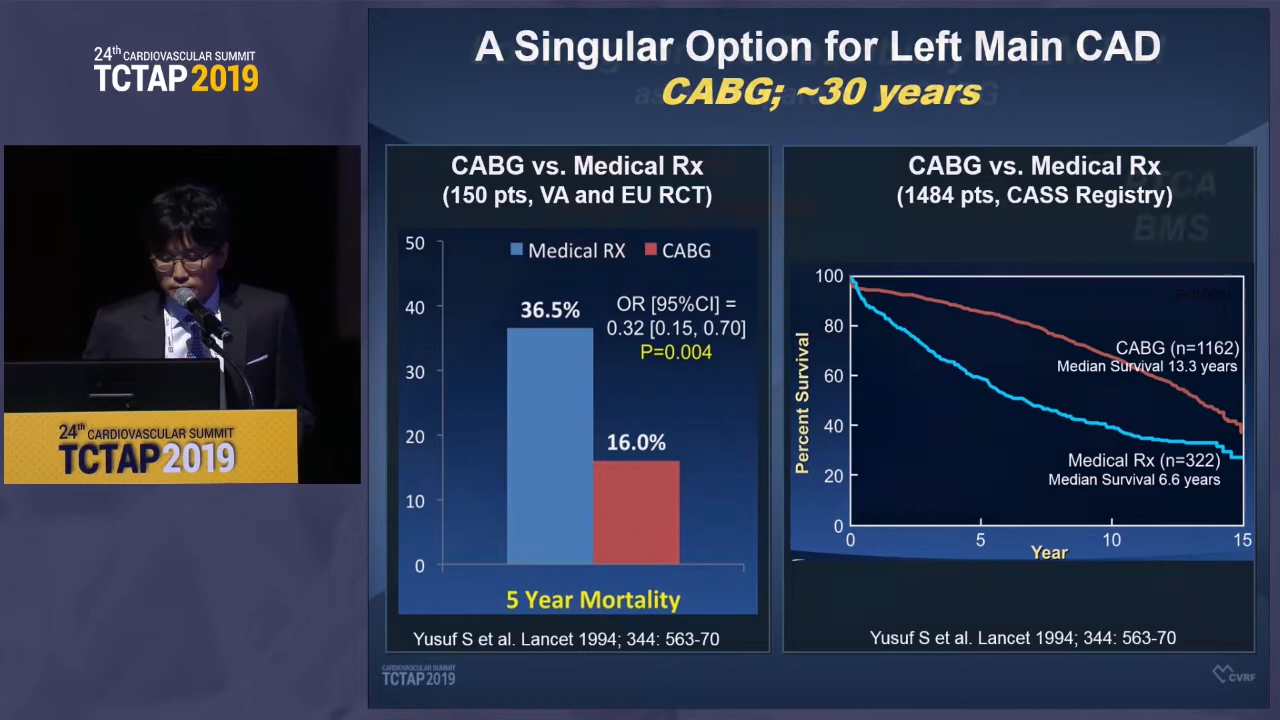 24th CARDIOVASCULAR SUMMIT
TCTAP 2019
24th CARDIOVASCULAR SUMMIT
TCTAP 2019
A Singular Option for Left Main CAD
CABG; ~30 years
CABG vs. Medical Rx
(150 pts, VA and EU RCT)
50
40
30
20
10
0
Medical RX
CABG
36.5%
OR [95%CI] =
0.32 [0.15, 0.70]
P=0.004
16.0%
5 Year Mortality
Yusuf S et al. Lancet 1994; 344: 563-70
CABG vs. Medical Rx
(1484 pts, CASS Registry)
BMS
Percent Survival
100
80
60
40
20
0
CABG (n=1162)
Median Survival 13.3 years
Medical Rx (n=322)
Median Survival 6.6 years
0
5
10
15
Year
Yusuf S et al. Lancet 1994; 344: 563-70
CARDIOVASCULAR SUMMIT
TCTAP 2019
CVRF